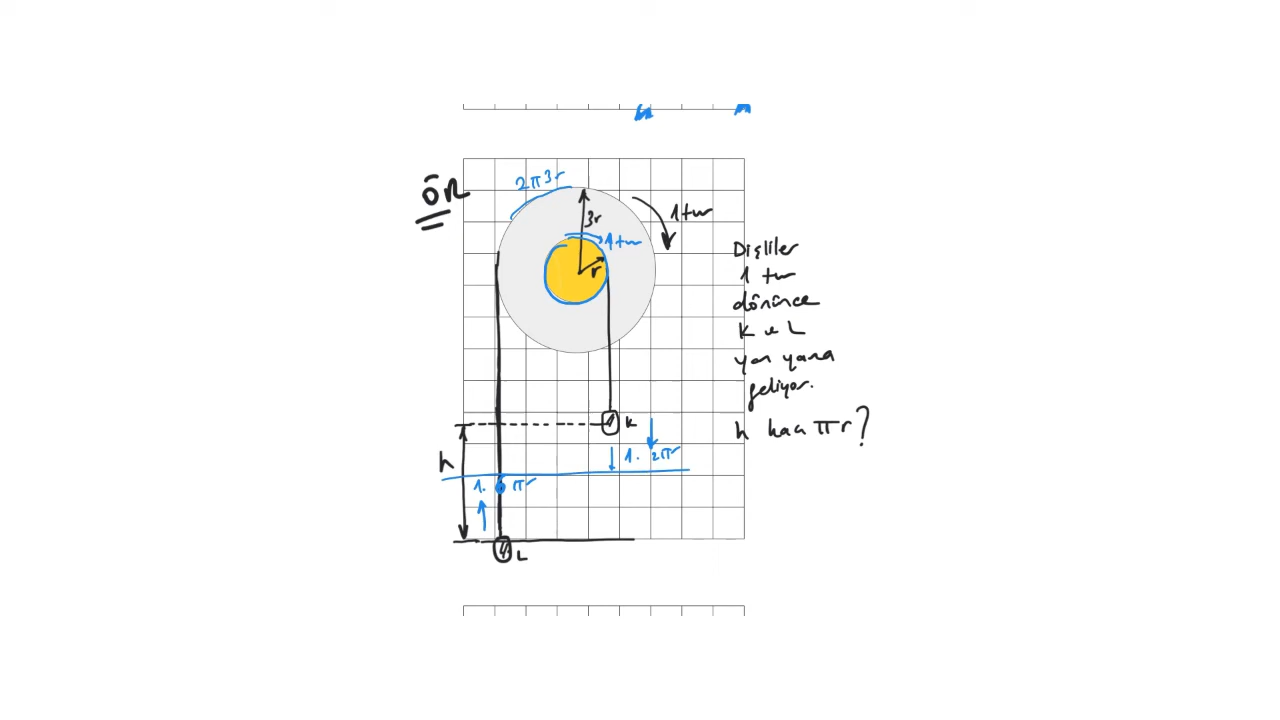 ÖR
2π3r
3r
1 tur
1 tur
r
Dişliler
1 tur
dönünce
K ve L
yan yana
geliyor.
h kaç πr?
K
h
1. 2πr
1. πr
L